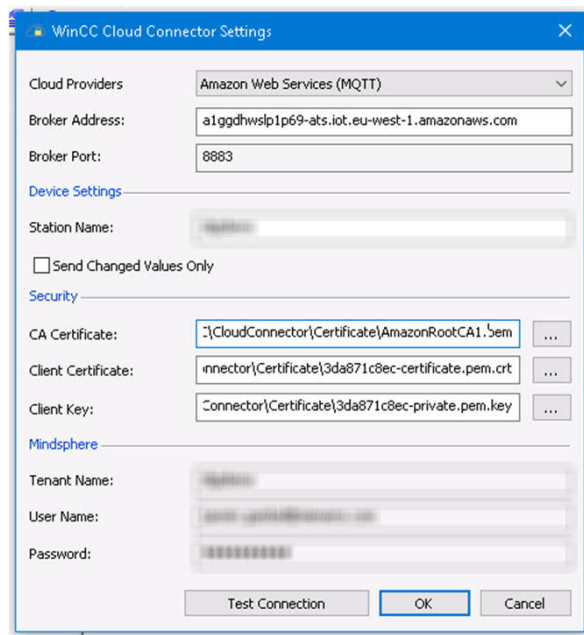 WinCC Cloud Connector Settings
Cloud Providers Amazon Web Services (MQTT)
Broker Address: a1ggdhwslp1p69-ats.iot.eu-west-1.amazonaws.com
Broker Port: 8883
Device Settings
Station Name:
Send Changed Values Only
Security
CA Certificate: :\CloudConnector\Certificate\AmazonRootCA1.pem ...
Client Certificate: nnector\Certificate\3da871c8ec-certificate.pem.crt ...
Client Key: Connector\Certificate\3da871c8ec-private.pem.key ...
Mindsphere
Tenant Name:
User Name:
Password:
Test Connection OK Cancel